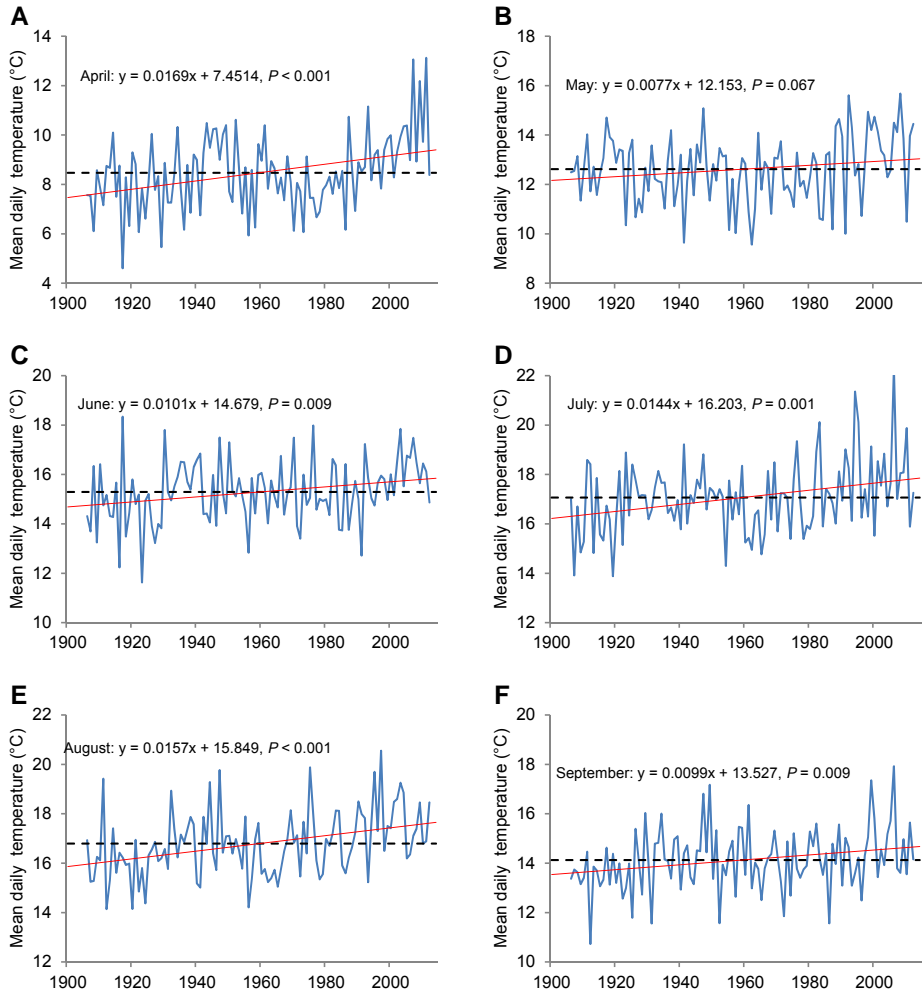 A
Mean daily temperature (°C)
14
12
10
8
6
4
April: y = 0.0169x + 7.4514, P < 0.001
1900 1920 1940 1960 1980 2000
B
Mean daily temperature (°C)
18
16
14
12
10
8
May: y = 0.0077x + 12.153, P = 0.067
1900 1920 1940 1960 1980 2000
C
Mean daily temperature (°C)
20
18
16
14
12
10
June: y = 0.0101x + 14.679, P = 0.009
1900 1920 1940 1960 1980 2000
D
Mean daily temperature (°C)
22
20
18
16
14
12
July: y = 0.0144x + 16.203, P = 0.001
1900 1920 1940 1960 1980 2000
E
Mean daily temperature (°C)
22
20
18
16
14
12
August: y = 0.0157x + 15.849, P < 0.001
1900 1920 1940 1960 1980 2000
F
Mean daily temperature (°C)
20
18
16
14
12
10
September: y = 0.0099x + 13.527, P = 0.009
1900 1920 1940 1960 1980 2000